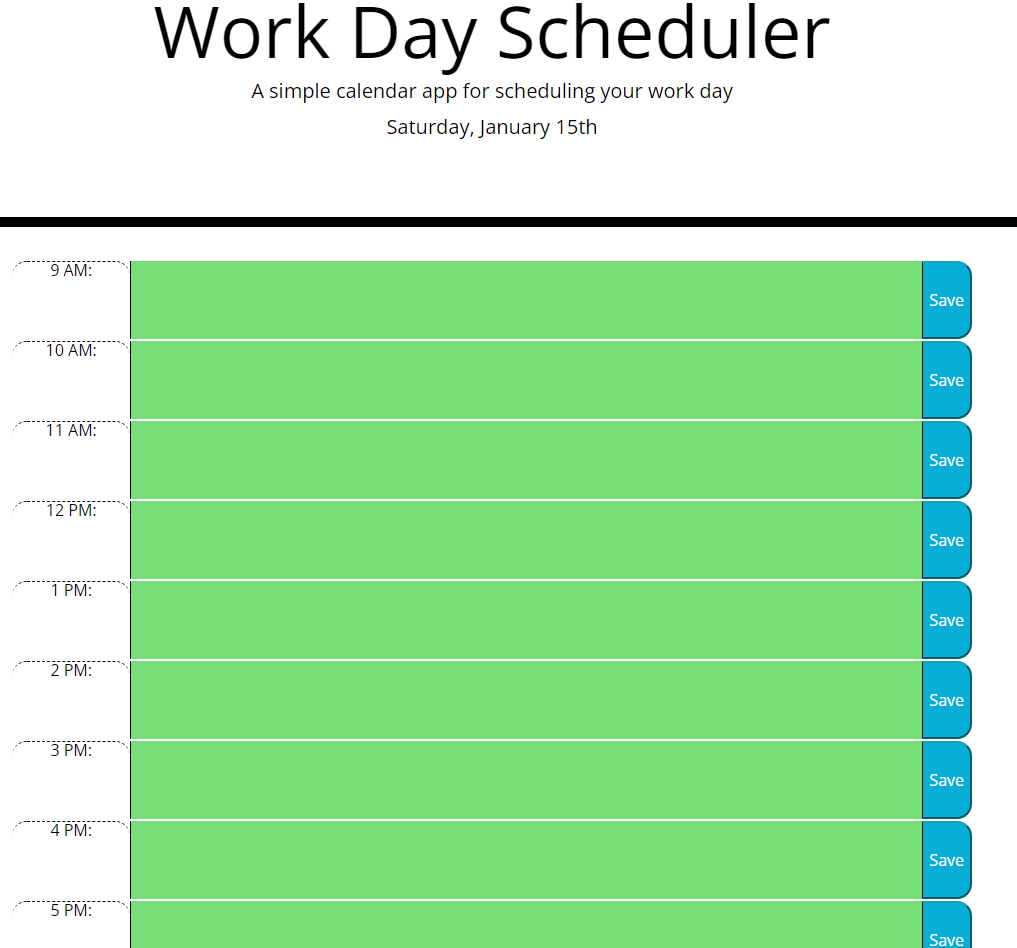 Work Day Scheduler
A simple calendar app for scheduling your work day
Saturday, January 15th
9 AM: Save
10 AM: Save
11 AM: Save
12 PM: Save
1 PM: Save
2 PM: Save
3 PM: Save
4 PM: Save
5 PM: Save